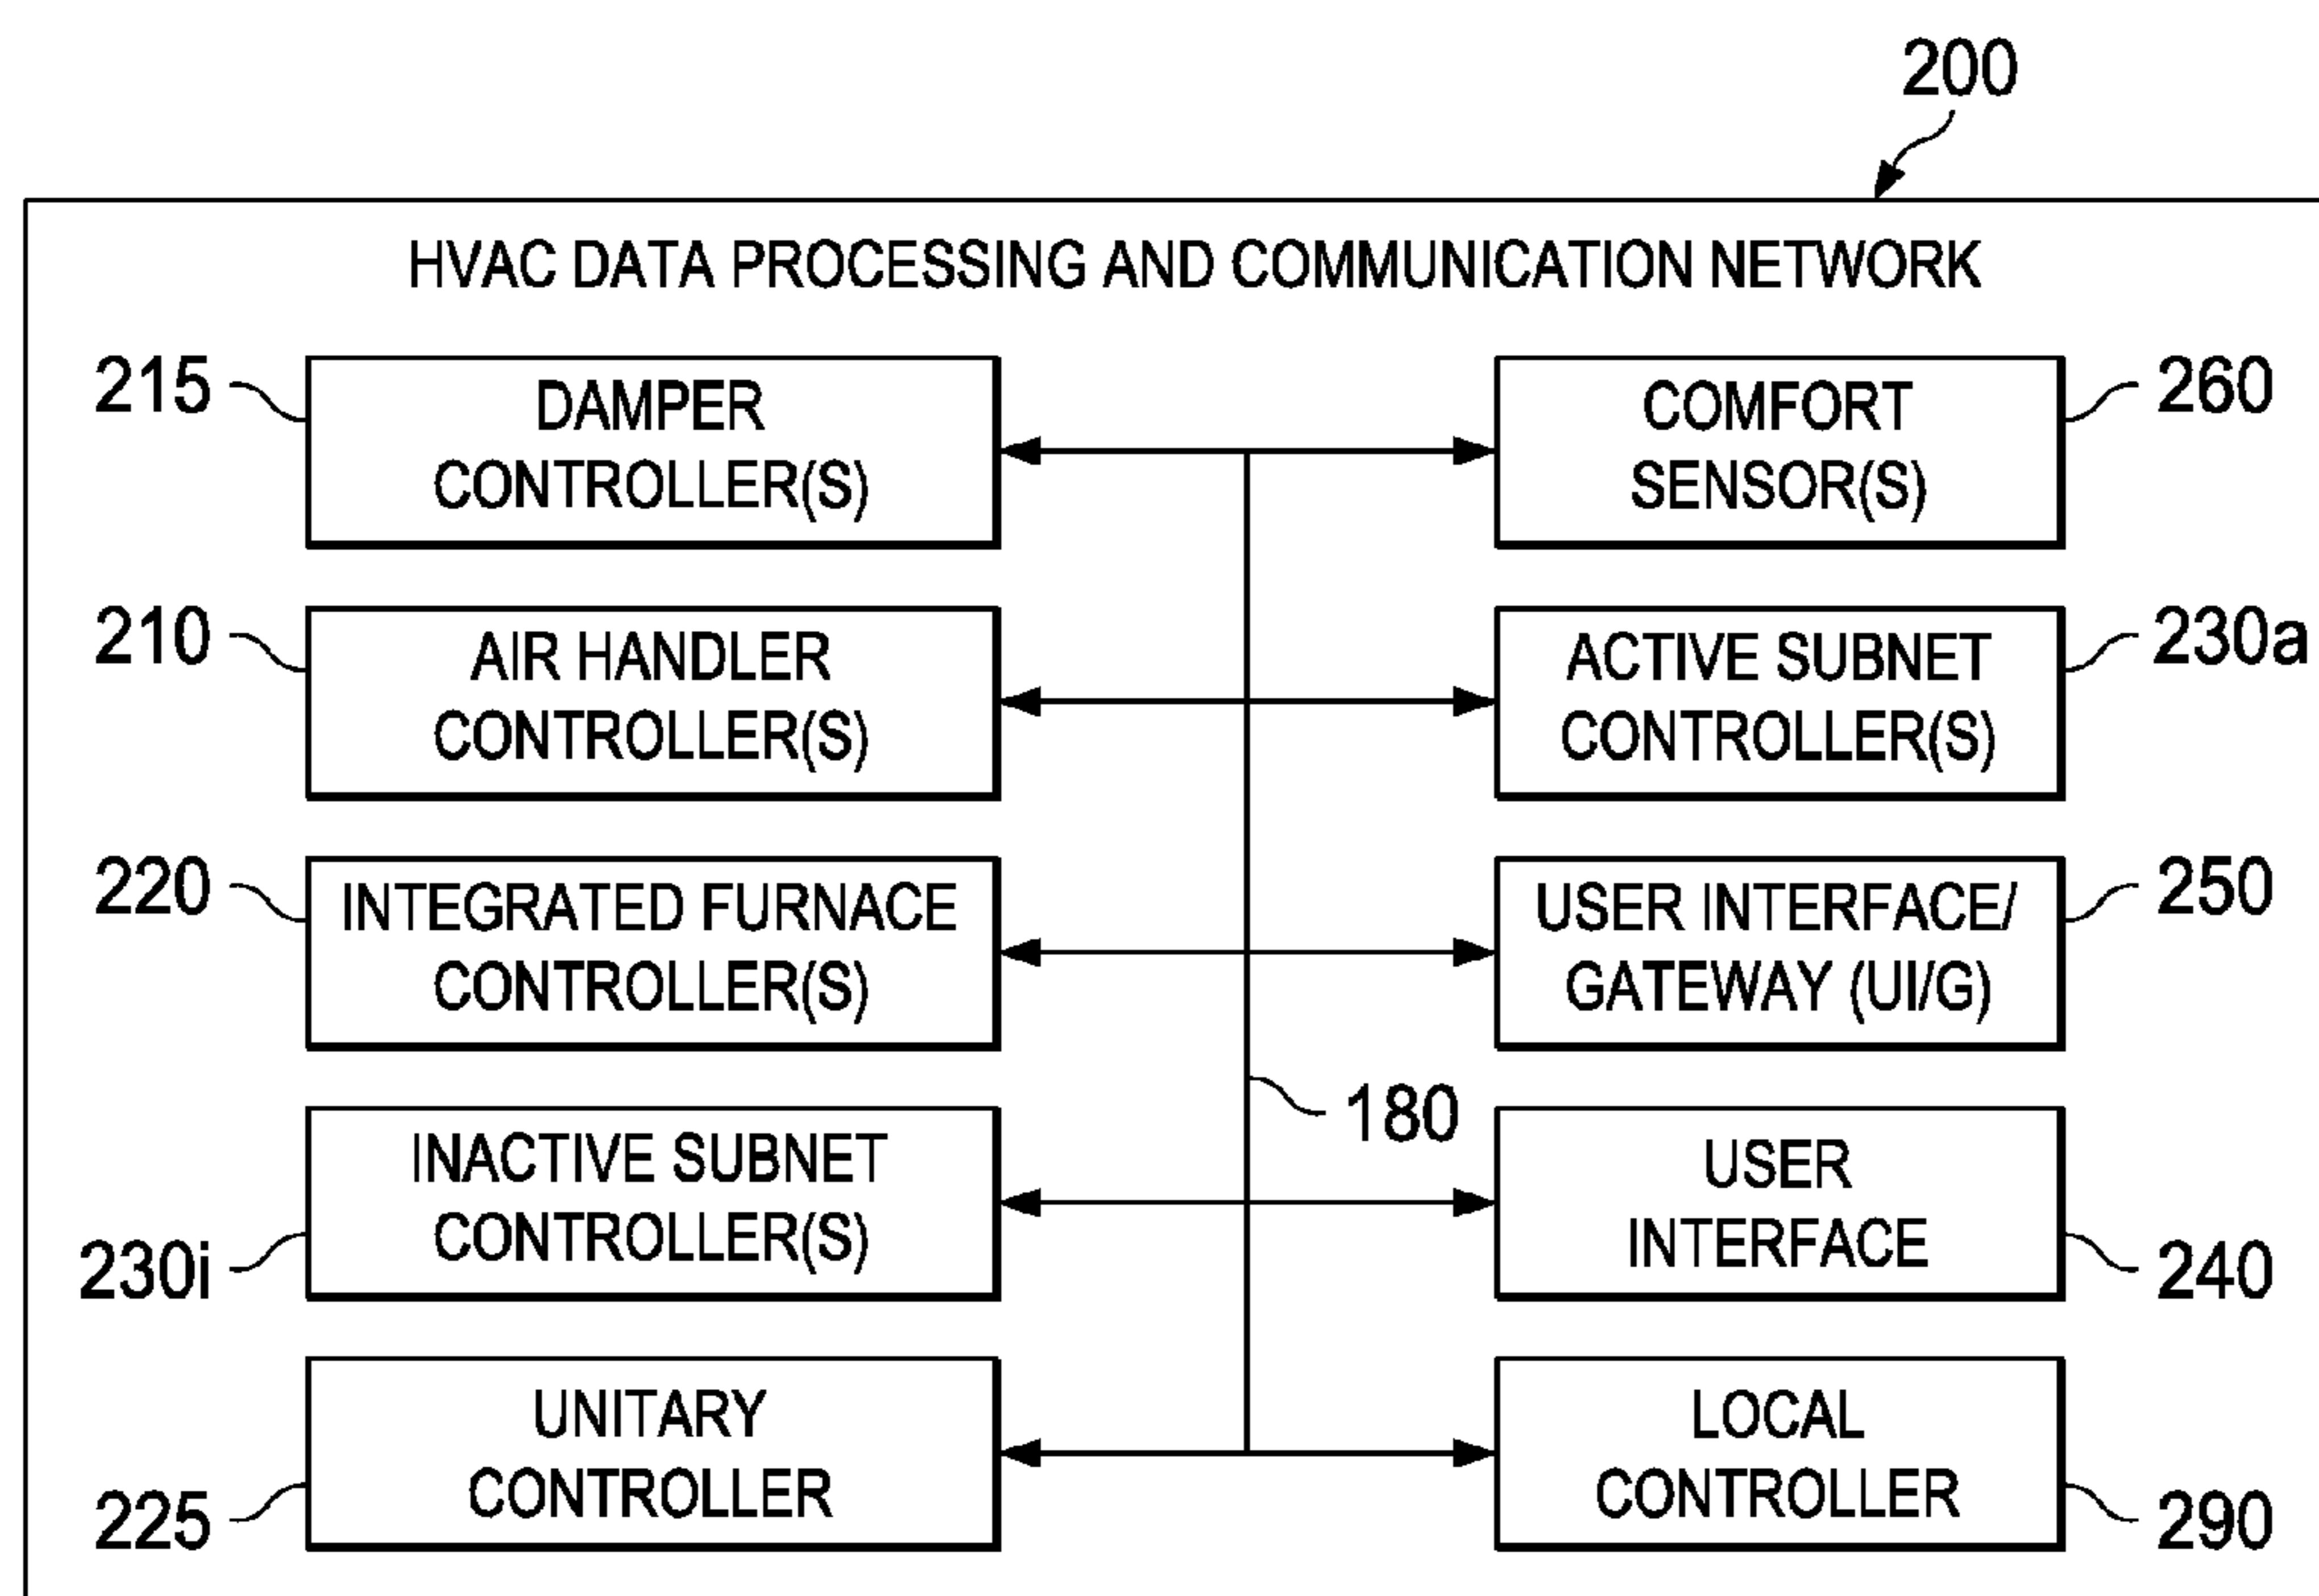 200
HVAC DATA PROCESSING AND COMMUNICATION NETWORK
215
DAMPER
CONTROLLER(S)
COMFORT
SENSOR(S)
260
210
AIR HANDLER
CONTROLLER(S)
ACTIVE SUBNET
CONTROLLER(S)
230a
220
INTEGRATED FURNACE
CONTROLLER(S)
USER INTERFACE/
GATEWAY (UI/G)
250
180
INACTIVE SUBNET
CONTROLLER(S)
230i
USER
INTERFACE
240
UNITARY
CONTROLLER
225
LOCAL
CONTROLLER
290